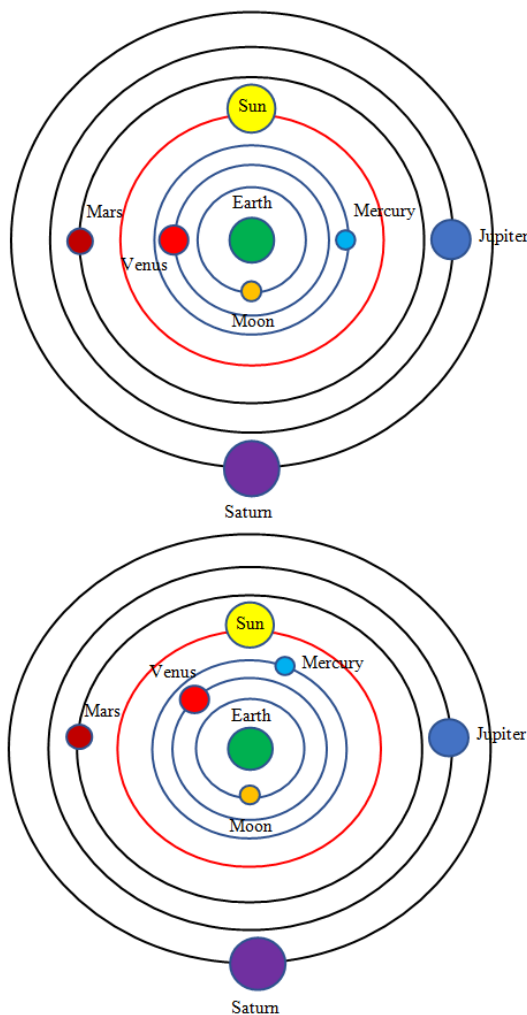 Sun
Earth
Mars
Mercury
Jupiter
Venus
Moon
Saturn
Sun
Venus
Mercury
Mars
Earth
Jupiter
Moon
Saturn